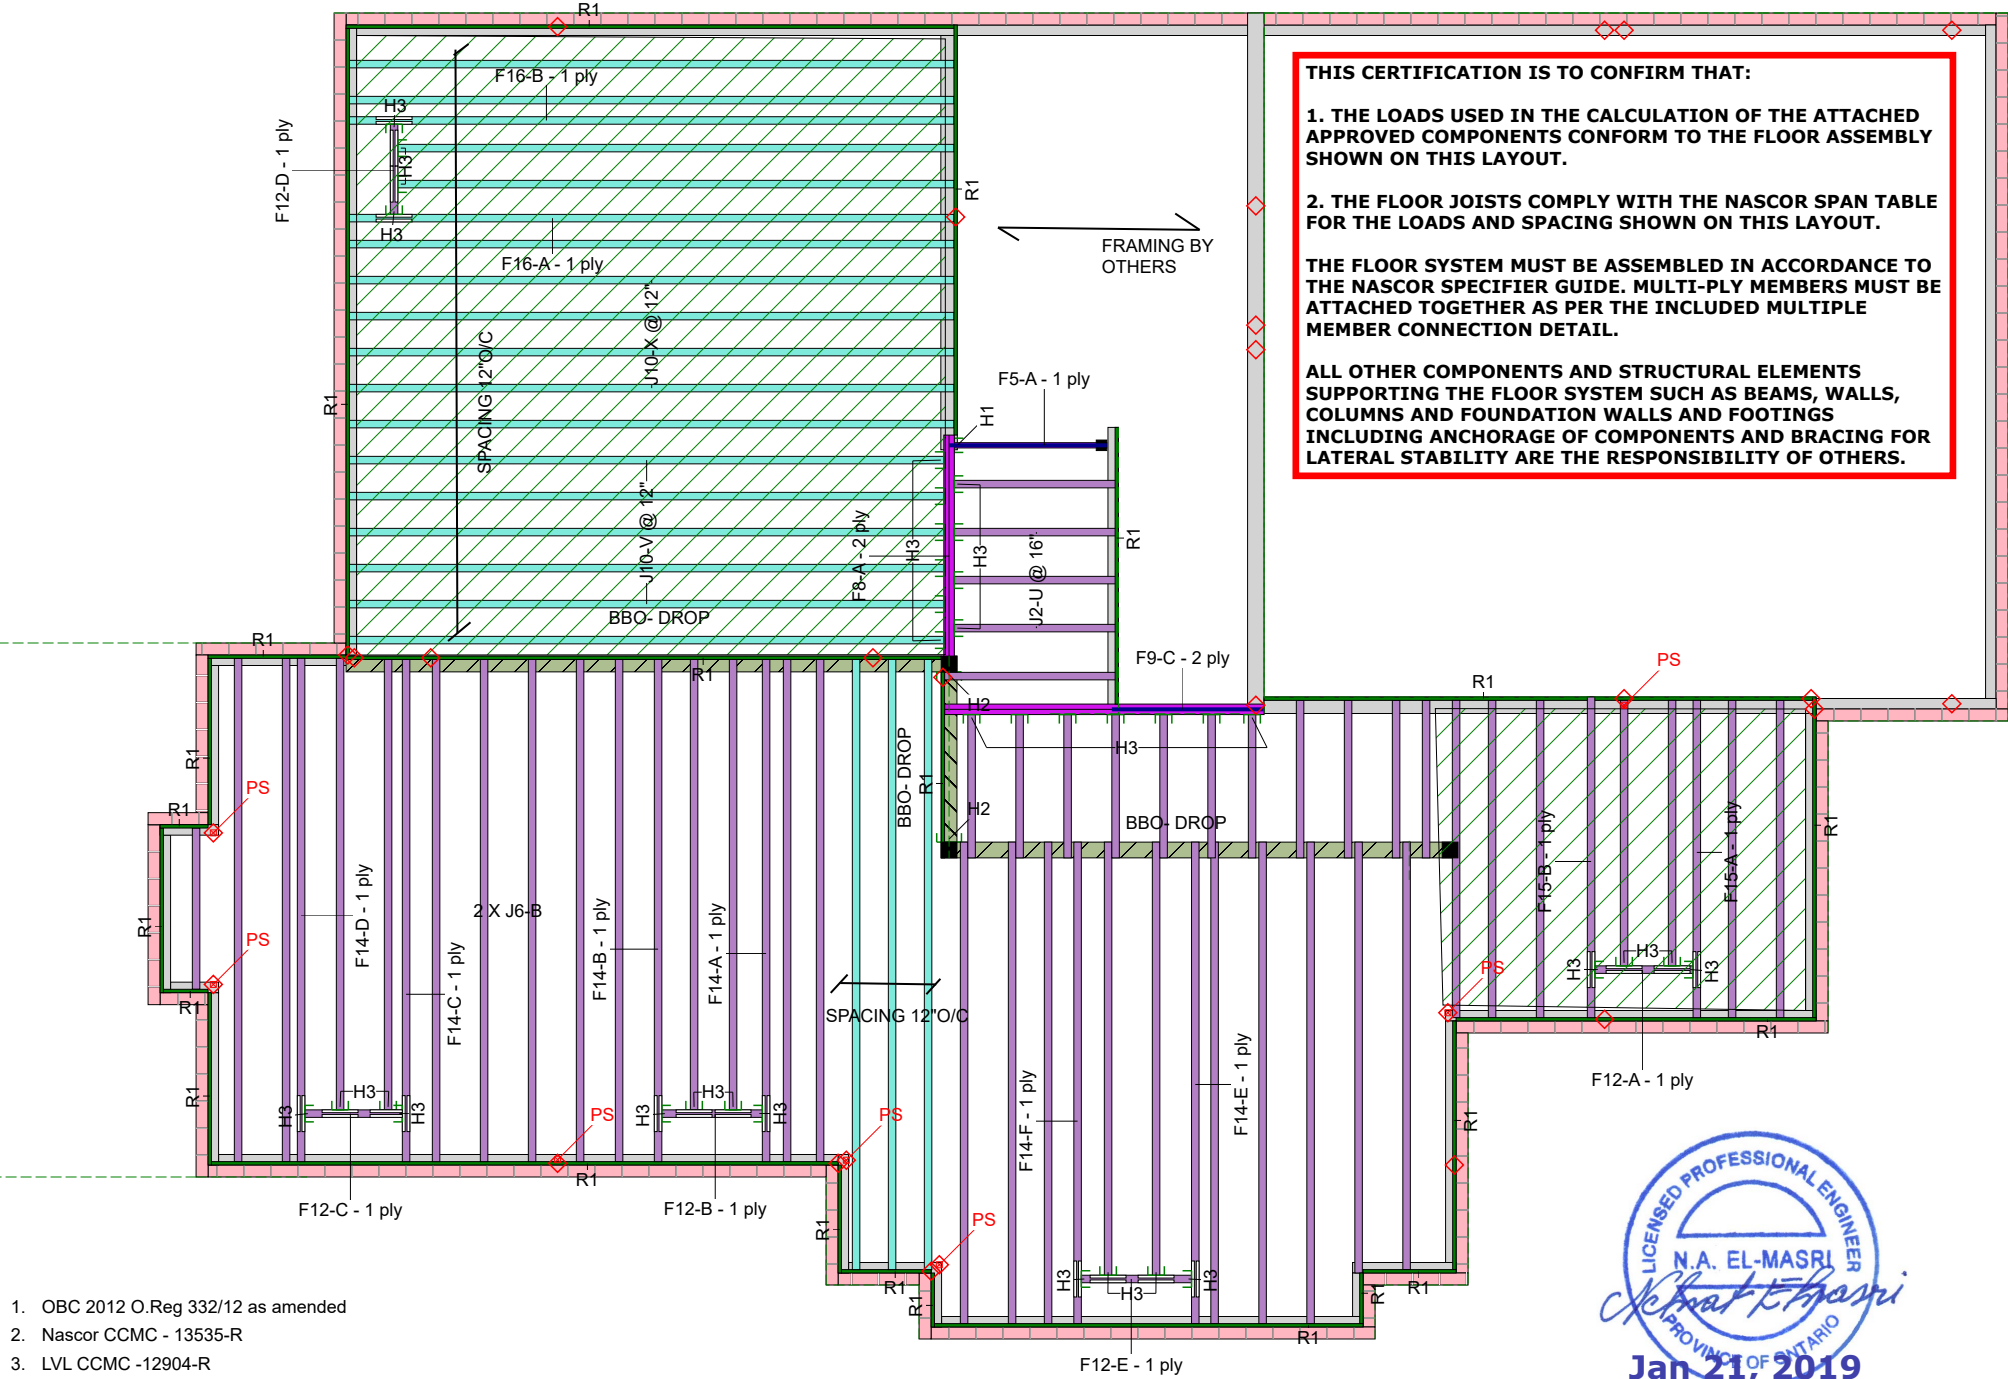 R1
F16-B - 1 ply
H3
F12-D - 1 ply
H3
H3
R1
F16-A - 1 ply
SPACING 12"O/C
J10-X @ 12"
R1
FRAMING BY
OTHERS
THIS CERTIFICATION IS TO CONFIRM THAT:
1. THE LOADS USED IN THE CALCULATION OF THE ATTACHED
APPROVED COMPONENTS CONFORM TO THE FLOOR ASSEMBLY
SHOWN ON THIS LAYOUT.
2. THE FLOOR JOISTS COMPLY WITH THE NASCOR SPAN TABLE
FOR THE LOADS AND SPACING SHOWN ON THIS LAYOUT.
THE FLOOR SYSTEM MUST BE ASSEMBLED IN ACCORDANCE TO
THE NASCOR SPECIFIER GUIDE. MULTI-PLY MEMBERS MUST BE
ATTACHED TOGETHER AS PER THE INCLUDED MULTIPLE
MEMBER CONNECTION DETAIL.
ALL OTHER COMPONENTS AND STRUCTURAL ELEMENTS
SUPPORTING THE FLOOR SYSTEM SUCH AS BEAMS, WALLS,
COLUMNS AND FOUNDATION WALLS AND FOOTINGS
INCLUDING ANCHORAGE OF COMPONENTS AND BRACING FOR
LATERAL STABILITY ARE THE RESPONSIBILITY OF OTHERS.
F5-A - 1 ply
H1
J10-V @ 12"
F8-A - 2 ply
H3
H3
J2-U @ 16"
R1
BBO- DROP
R1
R1
F9-C - 2 ply
H2
R1
PS
R1
PS
R1
BBO- DROP
R1
H3
H2
BBO- DROP
F15-B - 1 ply
F15-A - 1 ply
R1
R1
PS
R1
F14-D - 1 ply
F14-C - 1 ply
2 X J6-B
F14-B - 1 ply
F14-A - 1 ply
SPACING 12"O/C
PS
H3
H3
H3
R1
F12-A - 1 ply
R1
H3
H3
H3
H3
H3
H3
PS
PS
F14-F - 1 ply
F14-E - 1 ply
R1
R1
F12-C - 1 ply
F12-B - 1 ply
R1
PS
R1
R1
H3
H3
H3
R1
R1
R1
F12-E - 1 ply
1. OBC 2012 O.Reg 332/12 as amended
2. Nascor CCMC - 13535-R
3. LVL CCMC -12904-R
LICENSED PROFESSIONAL ENGINEER
N.A. EL-MASRI
PROVINCE OF ONTARIO
Jan 21, 2019